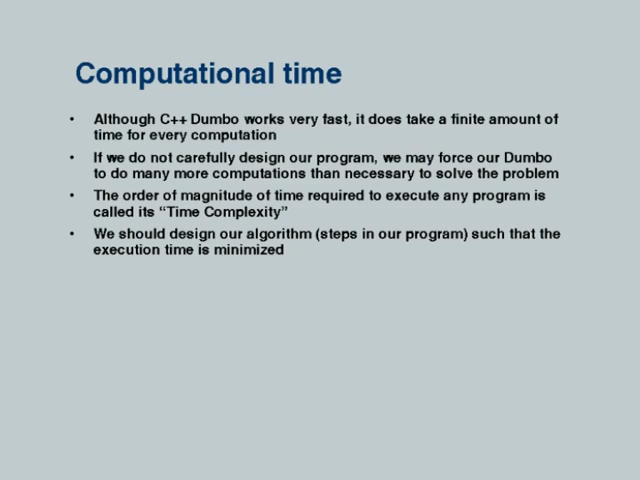 Computational time
• Although C++ Dumbo works very fast, it does take a finite amount of
time for every computation
• If we do not carefully design our program, we may force our Dumbo
to do many more computations than necessary to solve the problem
• The order of magnitude of time required to execute any program is
called its “Time Complexity”
• We should design our algorithm (steps in our program) such that the
execution time is minimized